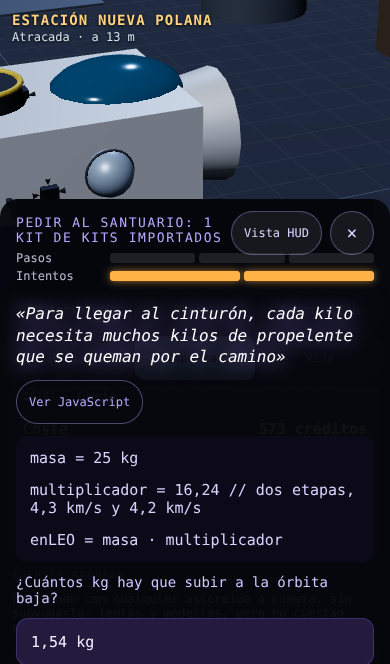 ESTACIÓN NUEVA POLANA
Atracada · a 13 m
PEDIR AL SANTUARIO: 1
KIT DE KITS IMPORTADOS
Vista HUD
×
Pasos
Intentos
«Para llegar al cinturón, cada kilo
necesita muchos kilos de propelente
que se queman por el camino»
Ver JavaScript
Coste
573 créditos
masa = 25 kg
multiplicador = 16,24 // dos etapas,
4,3 km/s y 4,2 km/s
enLEO = masa · multiplicador
¿Cuántos kg hay que subir a la órbita
baja?
1,54 kg